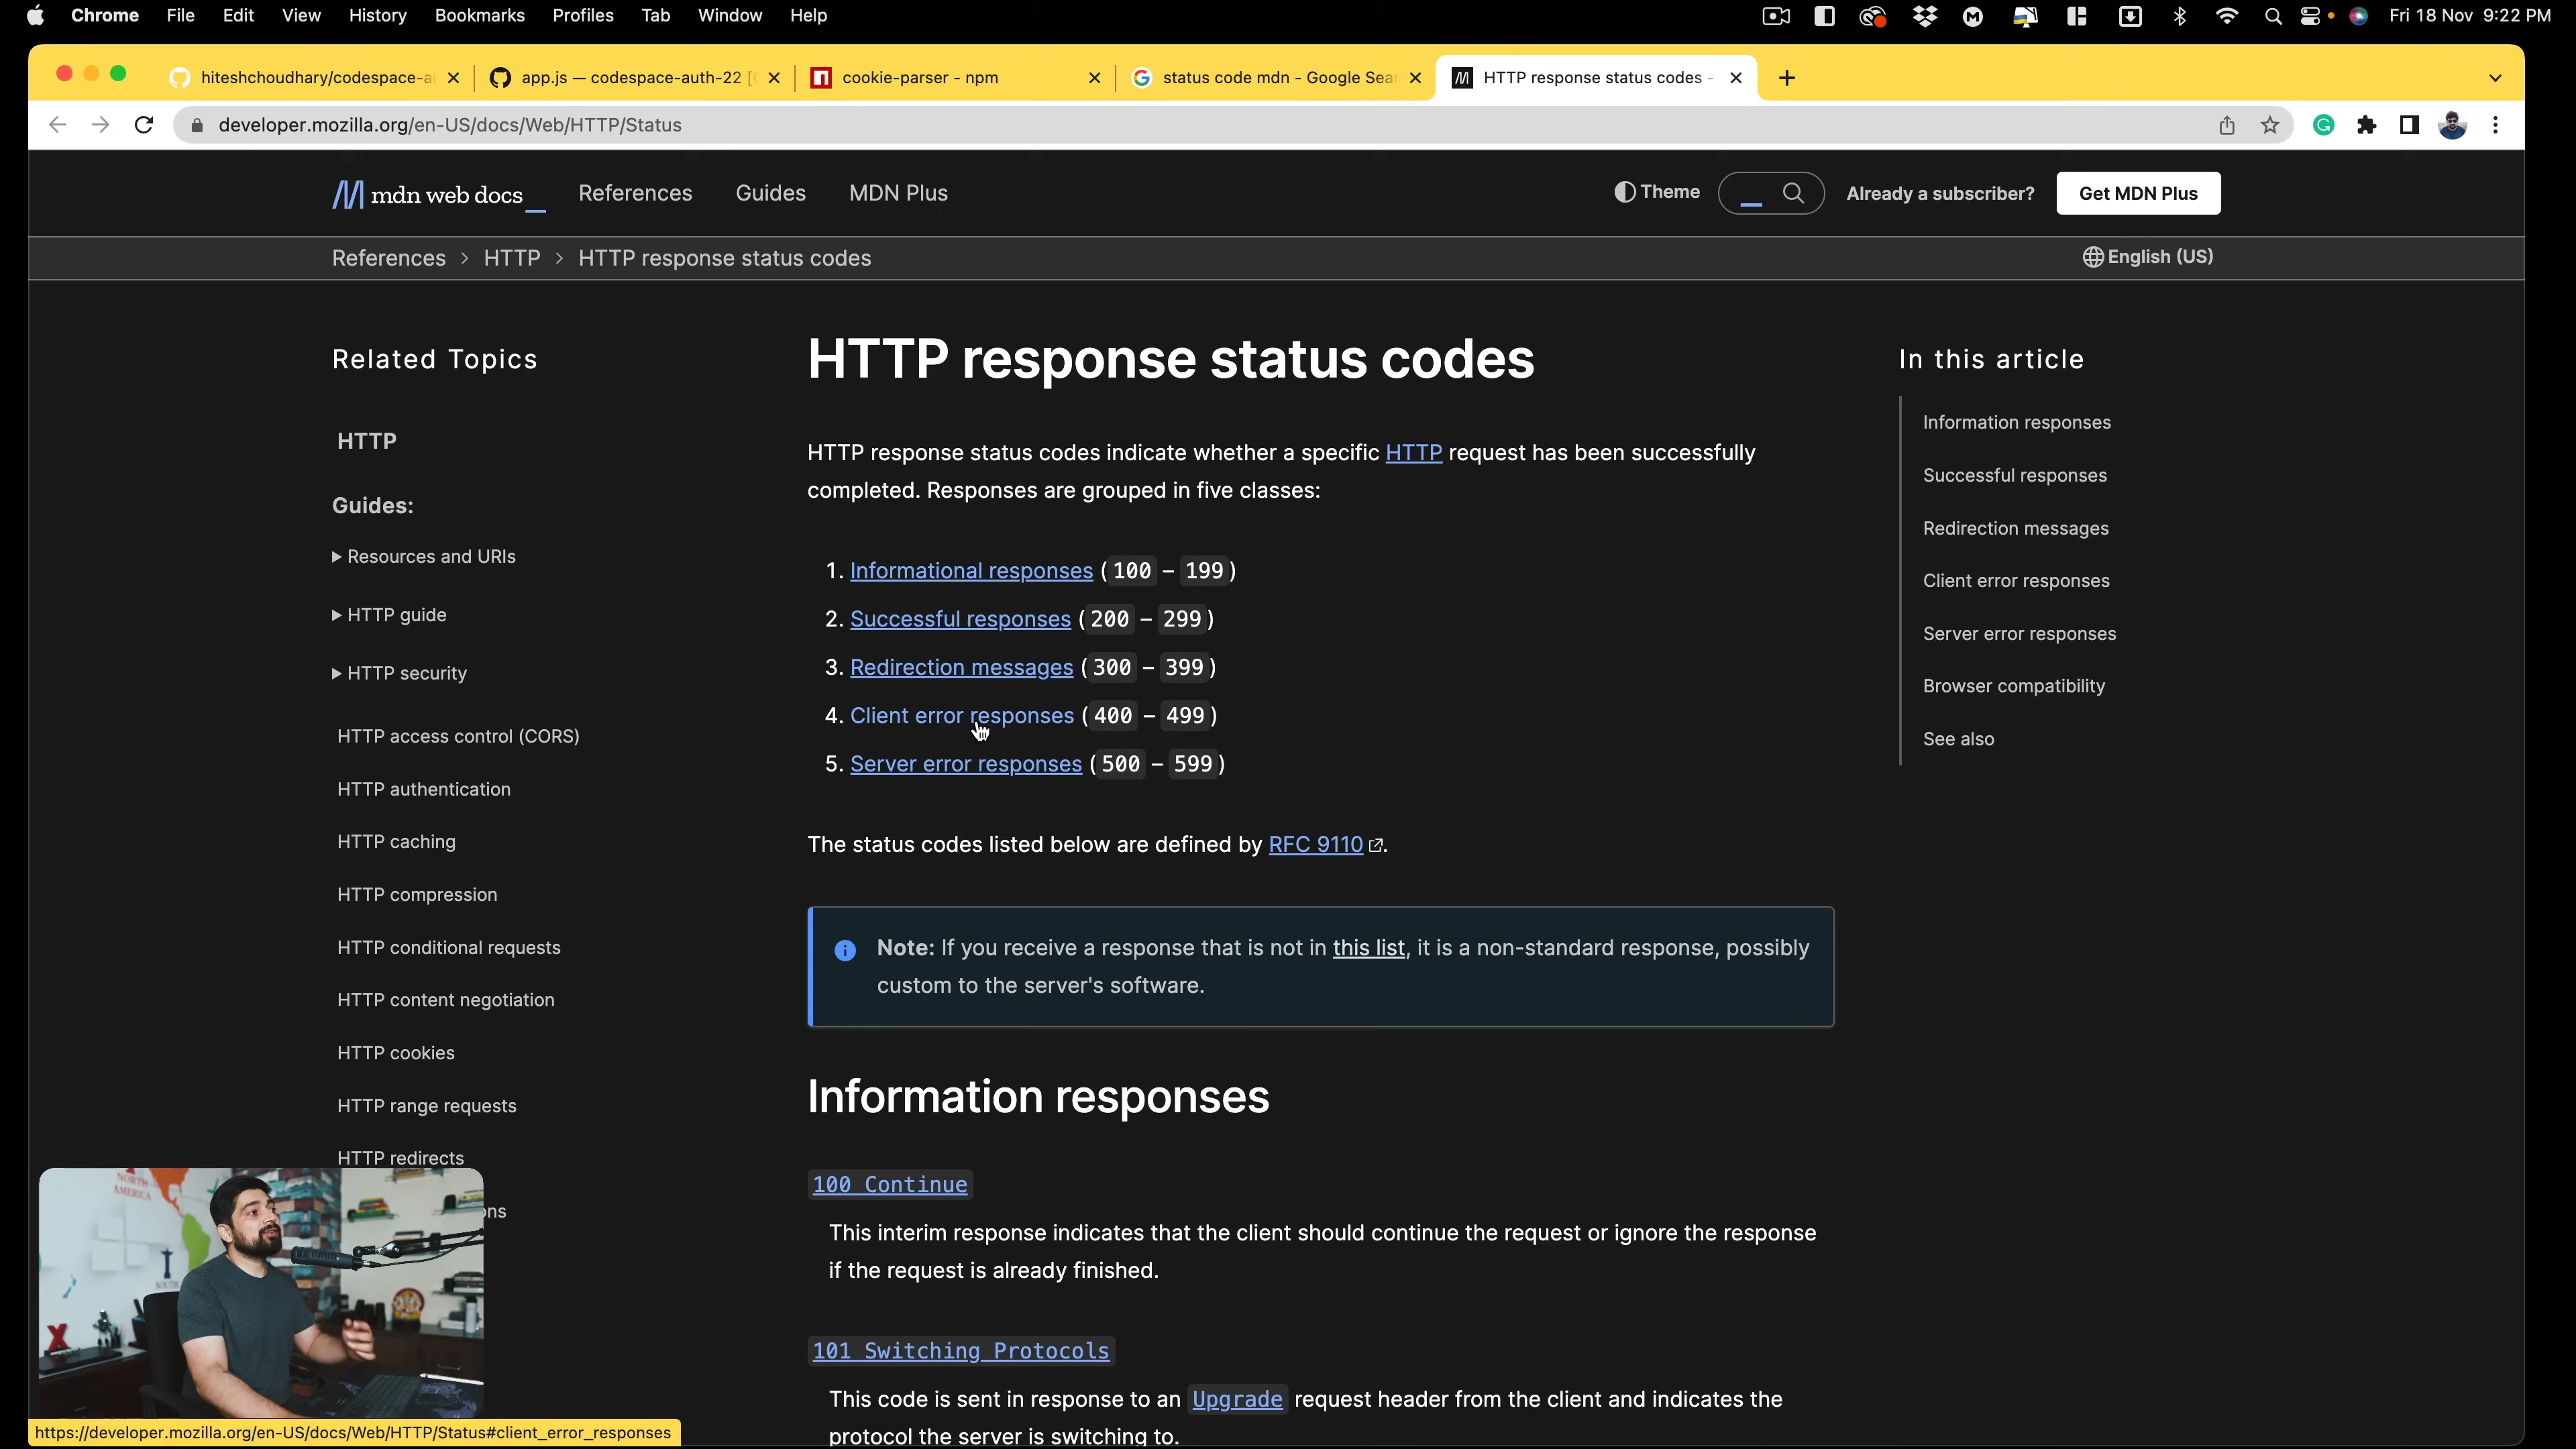 Chrome File Edit View History Bookmarks Profiles Tab Window Help
Fri 18 Nov 9:22 PM
hiteshchoudhary/codespace-a
app.js — codespace-auth-22 [
cookie-parser - npm
status code mdn - Google Sea
HTTP response status codes -
developer.mozilla.org/en-US/docs/Web/HTTP/Status
mdn web docs_ References Guides MDN Plus
Theme
Already a subscriber?
Get MDN Plus
References > HTTP > HTTP response status codes
English (US)
Related Topics
HTTP
Guides:
Resources and URIs
HTTP guide
HTTP security
HTTP access control (CORS)
HTTP authentication
HTTP caching
HTTP compression
HTTP conditional requests
HTTP content negotiation
HTTP cookies
HTTP range requests
HTTP redirects
ons
HTTP response status codes
HTTP response status codes indicate whether a specific HTTP request has been successfully
completed. Responses are grouped in five classes:
1. Informational responses (100 – 199)
2. Successful responses (200 – 299)
3. Redirection messages (300 – 399)
4. Client error responses (400 – 499)
5. Server error responses (500 – 599)
The status codes listed below are defined by RFC 9110.
Note: If you receive a response that is not in this list, it is a non-standard response, possibly
custom to the server's software.
Information responses
100 Continue
This interim response indicates that the client should continue the request or ignore the response
if the request is already finished.
101 Switching Protocols
This code is sent in response to an Upgrade request header from the client and indicates the
protocol the server is switching to.
In this article
Information responses
Successful responses
Redirection messages
Client error responses
Server error responses
Browser compatibility
See also
NORTH
AMERICA
SOUTH
https://developer.mozilla.org/en-US/docs/Web/HTTP/Status#client_error_responses